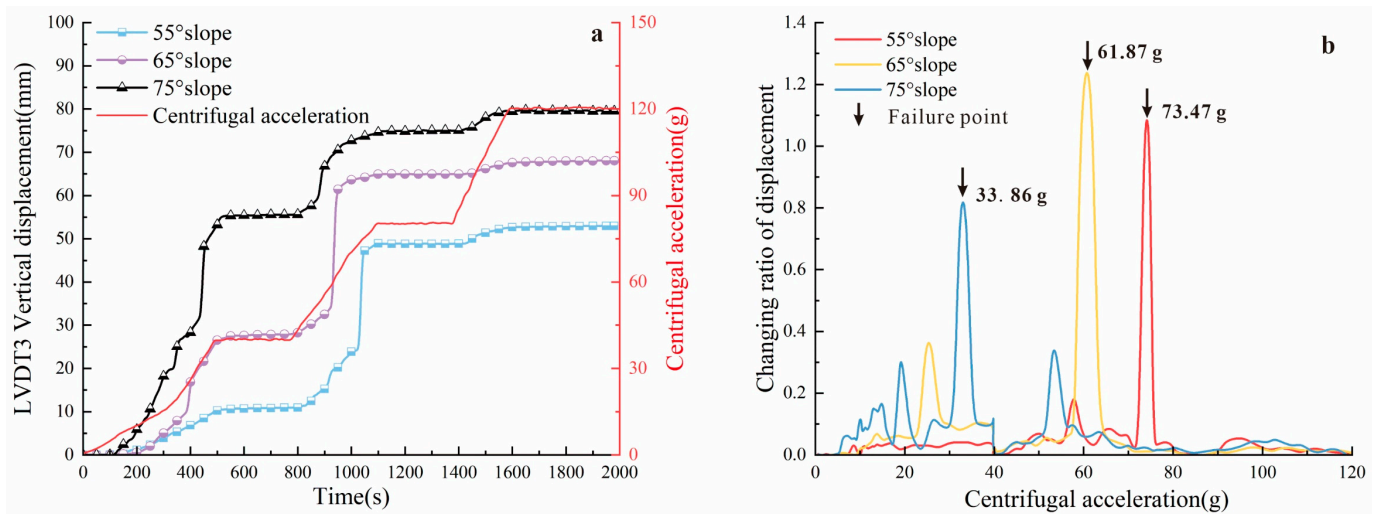 a
55°slope
65°slope
75°slope
Centrifugal acceleration
LVDT3 Vertical displacement(mm)
100
90
80
70
60
50
40
30
20
10
0
0 200 400 600 800 1000 1200 1400 1600 1800 2000
Time(s)
150
120
90
60
30
0
Centrifugal acceleration(g)
b
55°slope
65°slope
75°slope
Failure point
61.87 g
73.47 g
33. 86 g
Changing ratio of displacement
1.4
1.2
1.0
0.8
0.6
0.4
0.2
0.0
0 20 40 60 80 100 120
Centrifugal acceleration(g)